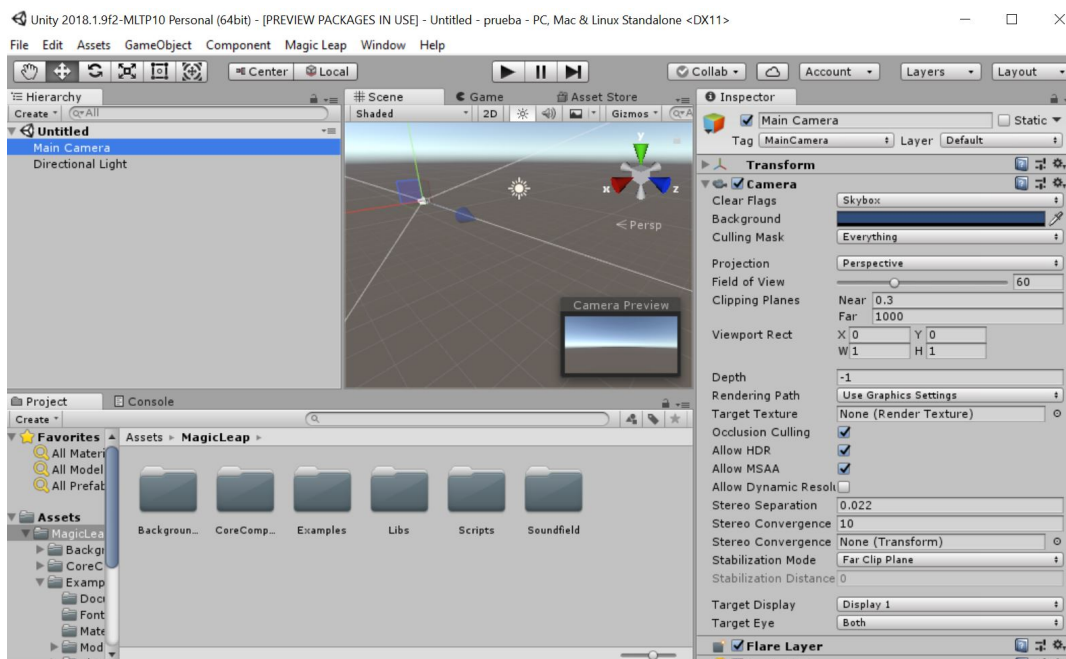 Unity 2018.1.9f2-MLTP10 Personal (64bit) - [PREVIEW PACKAGES IN USE] - Untitled - prueba - PC, Mac & Linux Standalone <DX11>
File Edit Assets GameObject Component Magic Leap Window Help
Center Local Collab Account Layers Layout
Hierarchy
Create All
Untitled
Main Camera
Directional Light
Scene Game Asset Store
Shaded 2D Gizmos
y
x z
Persp
Camera Preview
Inspector
Main Camera Static
Tag MainCamera Layer Default
Transform
Camera
Clear Flags Skybox
Background
Culling Mask Everything
Projection Perspective
Field of View 60
Clipping Planes Near 0.3
Far 1000
Viewport Rect X 0 Y 0
W 1 H 1
Depth -1
Rendering Path Use Graphics Settings
Target Texture None (Render Texture)
Occlusion Culling
Allow HDR
Allow MSAA
Allow Dynamic Resolu
Stereo Separation 0.022
Stereo Convergence 10
Stereo Convergence None (Transform)
Stabilization Mode Far Clip Plane
Stabilization Distance 0
Target Display Display 1
Target Eye Both
Flare Layer
Project Console
Create
Favorites
All Materi
All Model
All Prefab
Assets
MagicLea
Backgr
CoreC
Examp
Docu
Font
Mate
Mod
Assets MagicLeap
Backgroun... CoreComp... Examples Libs Scripts Soundfield